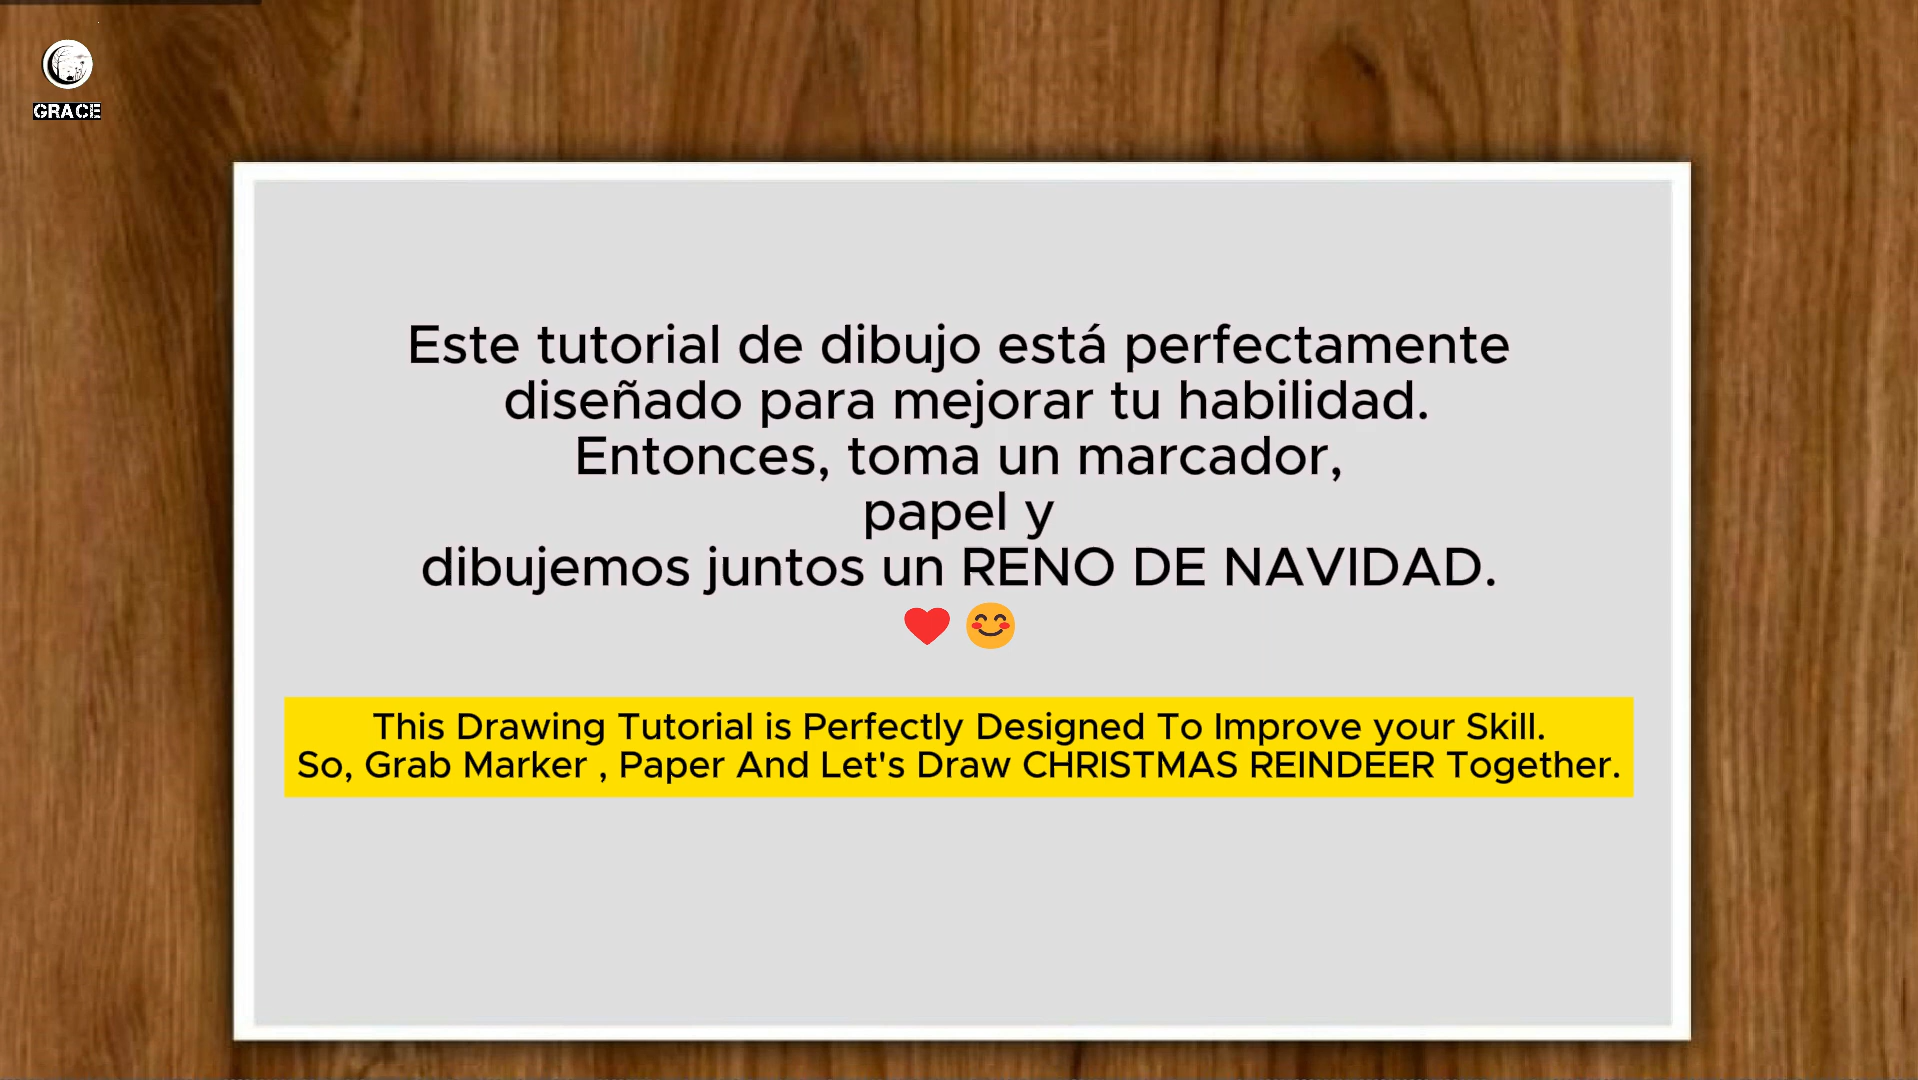 GRACE
Este tutorial de dibujo está perfectamente
diseñado para mejorar tu habilidad.
Entonces, toma un marcador,
papel y
dibujemos juntos un RENO DE NAVIDAD.
❤️ 😊
This Drawing Tutorial is Perfectly Designed To Improve your Skill.
So, Grab Marker , Paper And Let's Draw CHRISTMAS REINDEER Together.